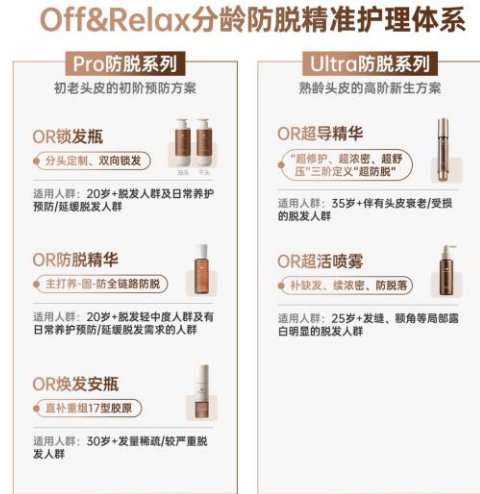 Off&Relax分龄防脱精准护理体系
Pro防脱系列
初老头皮的初阶预防方案
OR锁发瓶
分头定制、双向锁发
油头 干头
适用人群：20岁+脱发人群及日常养护
预防/延缓脱发人群
OR防脱精华
主打养-固-防全链路防脱
适用人群：20岁+脱发轻中度人群及有
日常养护预防/延缓脱发需求的人群
OR焕发安瓶
直补重组17型胶原
适用人群：30岁+发量稀疏/较严重脱
发人群
Ultra防脱系列
熟龄头皮的高阶新生方案
OR超导精华
“超修护、超浓密、超舒
压”三阶定义“超防脱”
适用人群：35岁+伴有头皮衰老/受损
的脱发人群
OR超活喷雾
补缺发、续浓密、防脱落
适用人群：25岁+发缝、额角等局部露
白明显的脱发人群